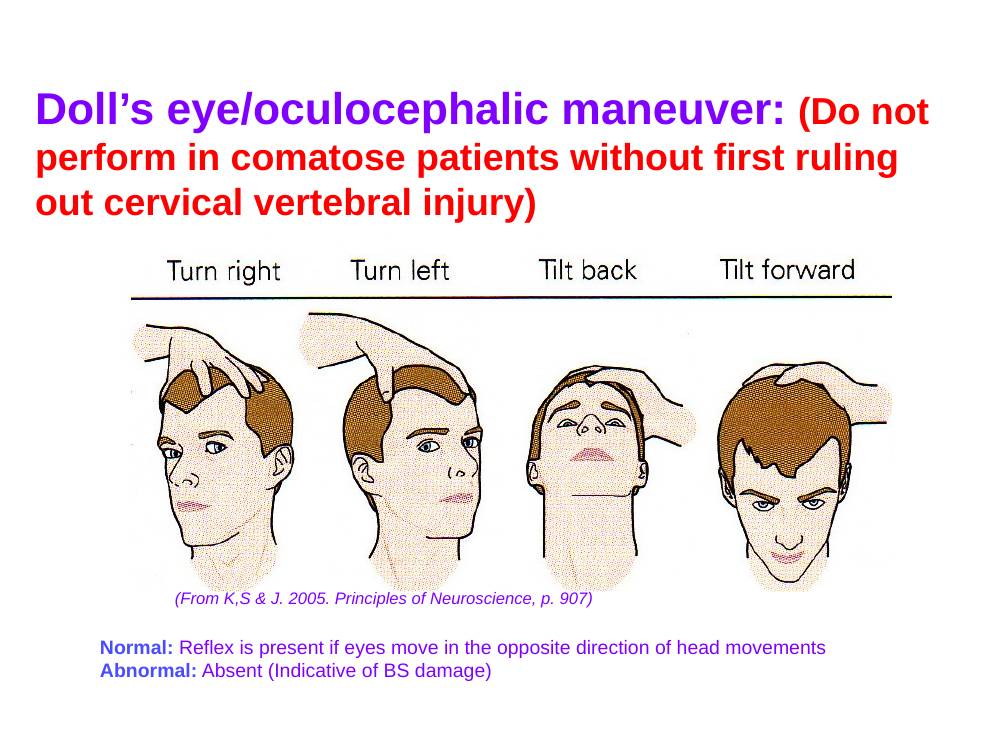 Doll’s eye/oculocephalic maneuver: (Do not
perform in comatose patients without first ruling
out cervical vertebral injury)
Turn right Turn left Tilt back Tilt forward
(From K,S & J. 2005. Principles of Neuroscience, p. 907)
Normal: Reflex is present if eyes move in the opposite direction of head movements
Abnormal: Absent (Indicative of BS damage)